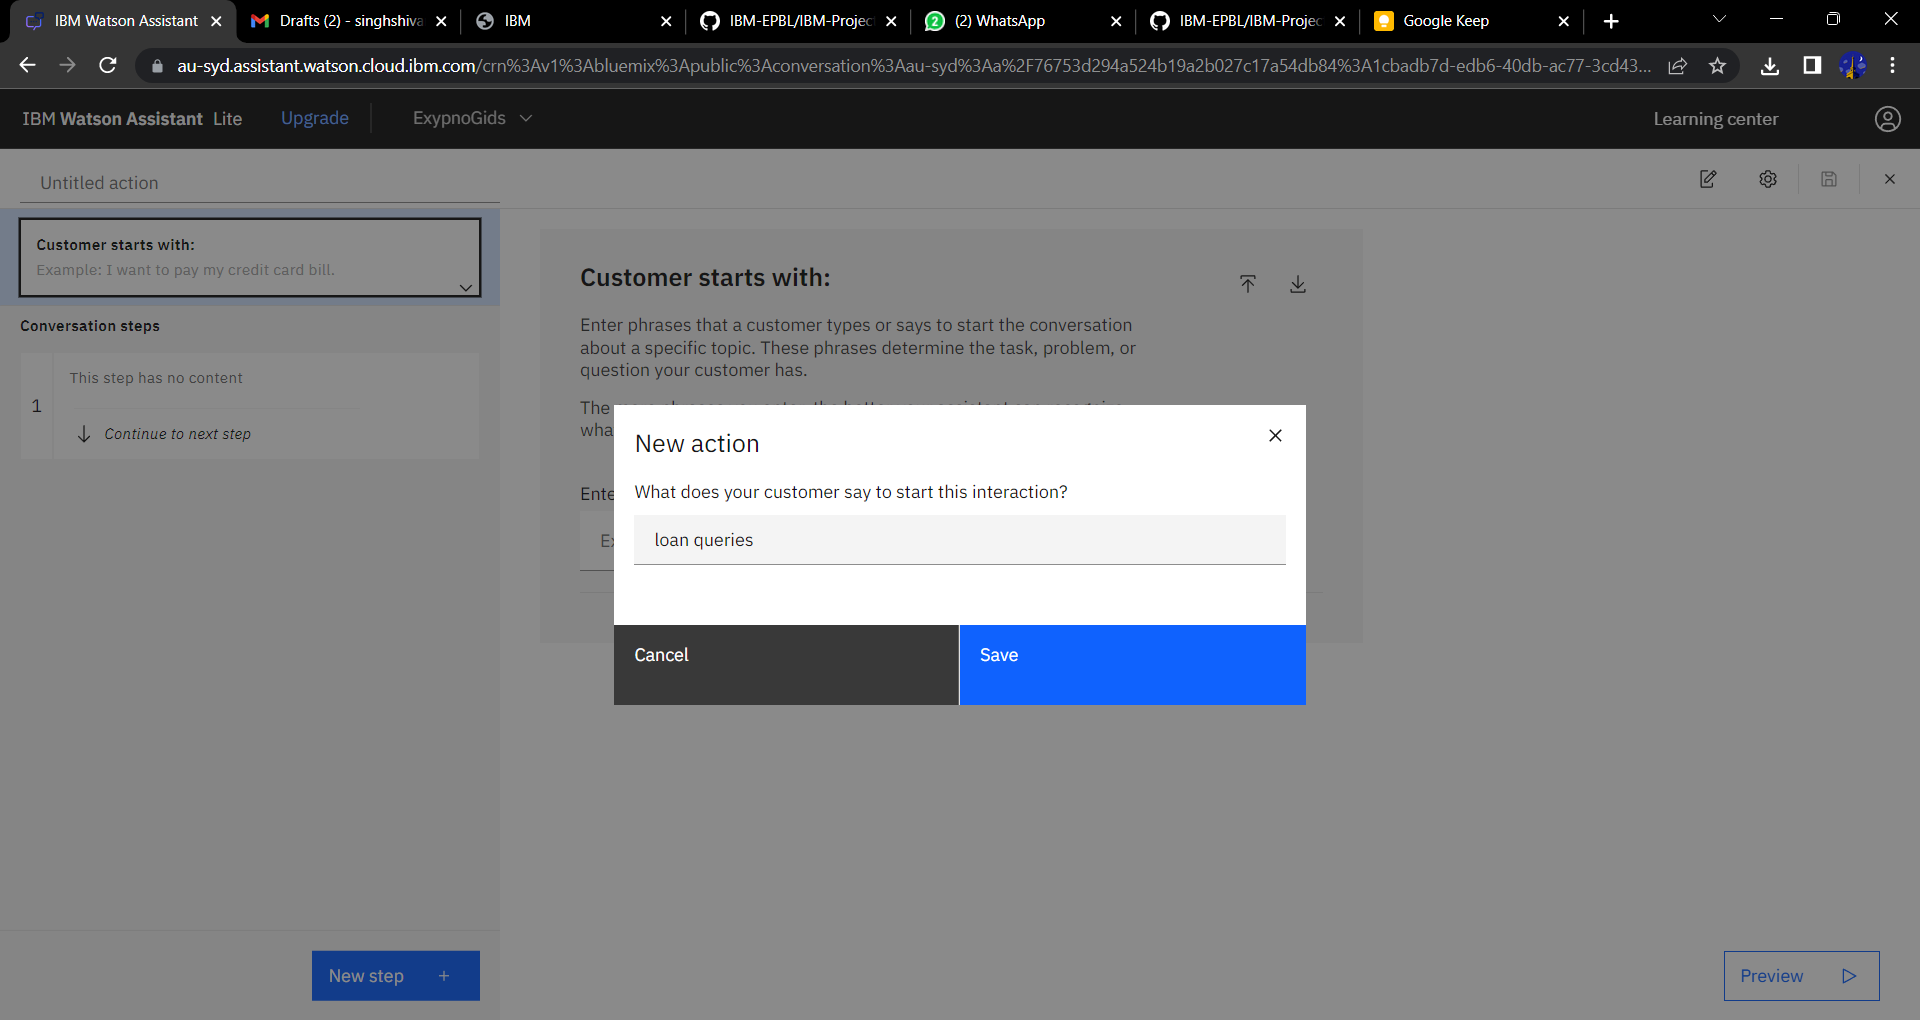 IBM Watson Assistant
Drafts (2) - singhshiva
IBM
IBM-EPBL/IBM-Projec
2
(2) WhatsApp
IBM-EPBL/IBM-Projec
Google Keep
au-syd.assistant.watson.cloud.ibm.com/crn%3Av1%3Abluemix%3Apublic%3Aconversation%3Aau-syd%3Aa%2F76753d294a524b19a2b027c17a54db84%3A1cbadb7d-edb6-40db-ac77-3cd43...
IBM Watson Assistant Lite
Upgrade
ExypnoGids
Learning center
Untitled action
Customer starts with:
Example: I want to pay my credit card bill.
Conversation steps
1
This step has no content
Continue to next step
Customer starts with:
Enter phrases that a customer types or says to start the conversation
about a specific topic. These phrases determine the task, problem, or
question your customer has.
The
wha
Ente
New action
What does your customer say to start this interaction?
loan queries
Cancel
Save
New step +
Preview